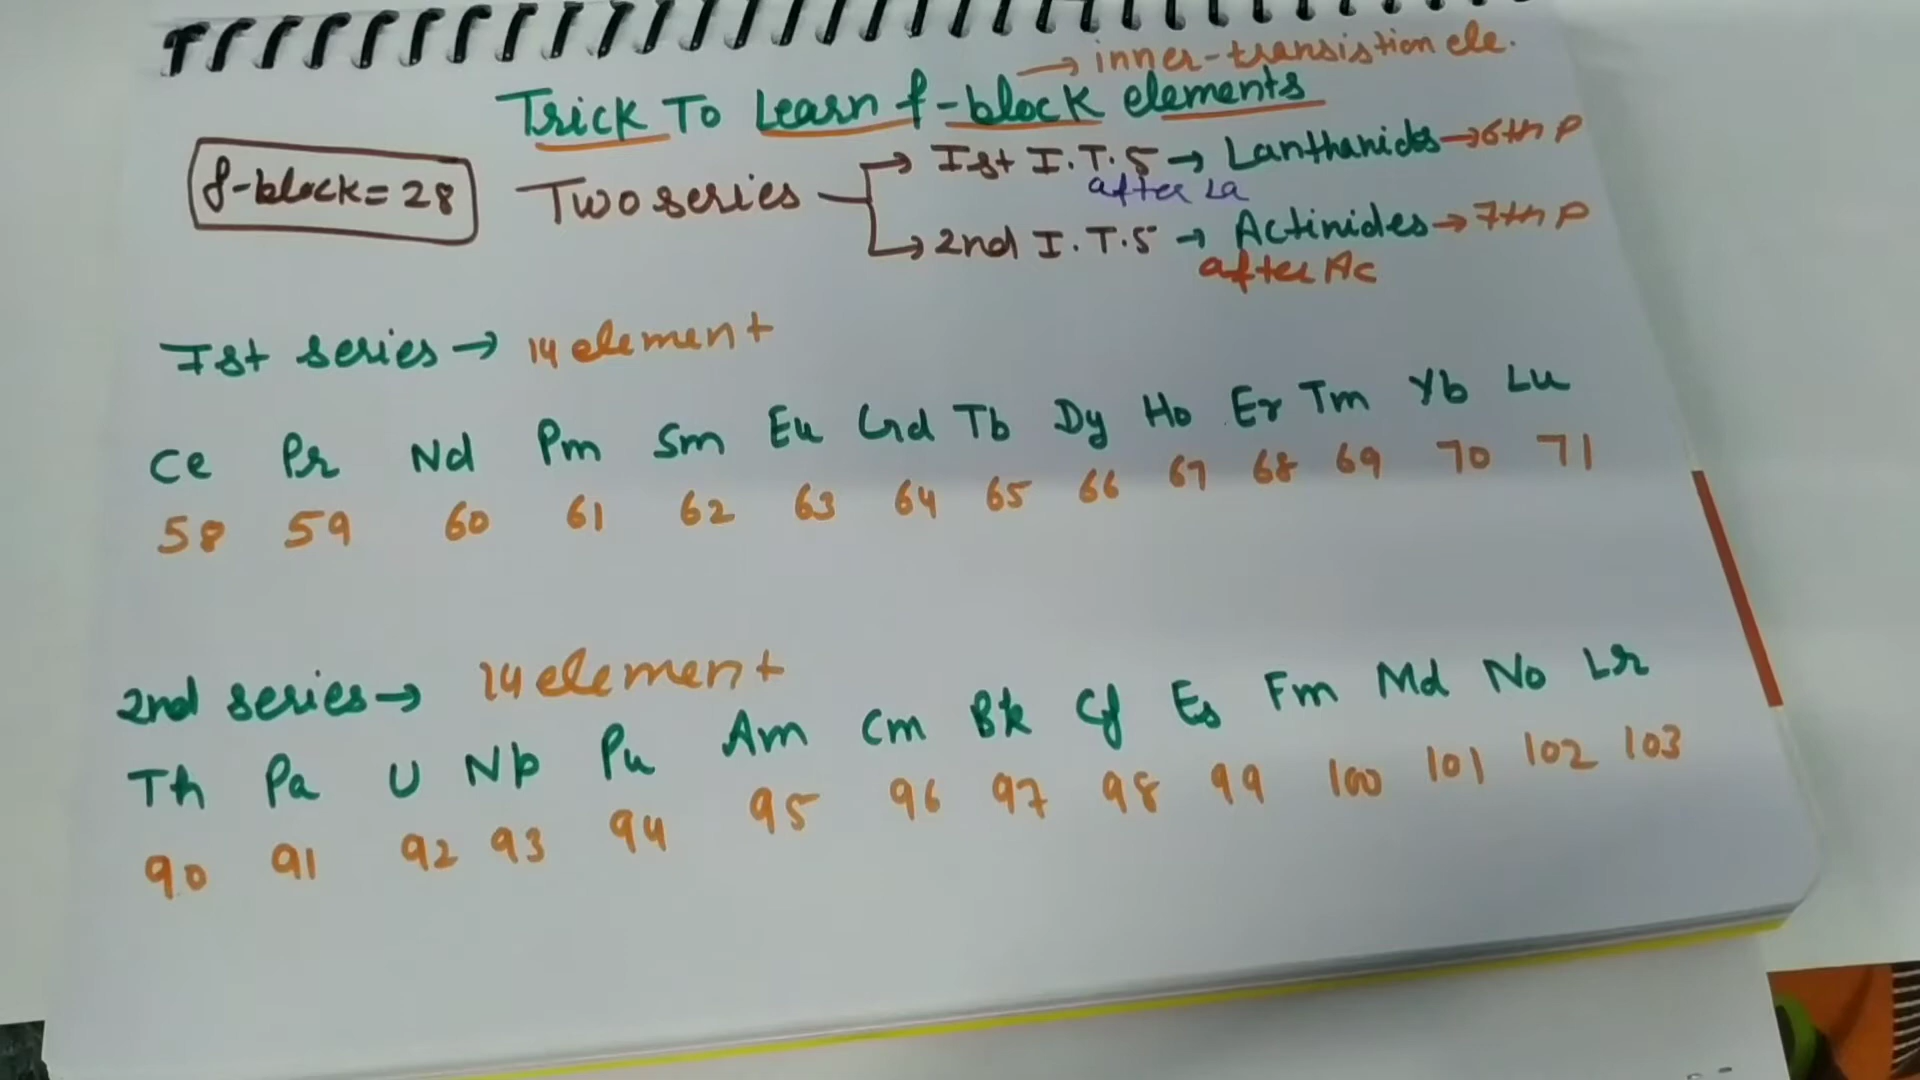 → inner-transistion ele.
Trick To Learn f-block elements
f-block = 28
Two series → Ist I.T.S → Lanthanides → 6th P
after La
→ 2nd I.T.S → Actinides → 7th P
after Ac
Ist series → 14 element
Ce Pr Nd Pm Sm Eu Gd Tb Dy Ho Er Tm Yb Lu
58 59 60 61 62 63 64 65 66 67 68 69 70 71
2nd series → 14 element
Th Pa U Np Pu Am Cm Bk Cf Es Fm Md No Lr
90 91 92 93 94 95 96 97 98 99 100 101 102 103